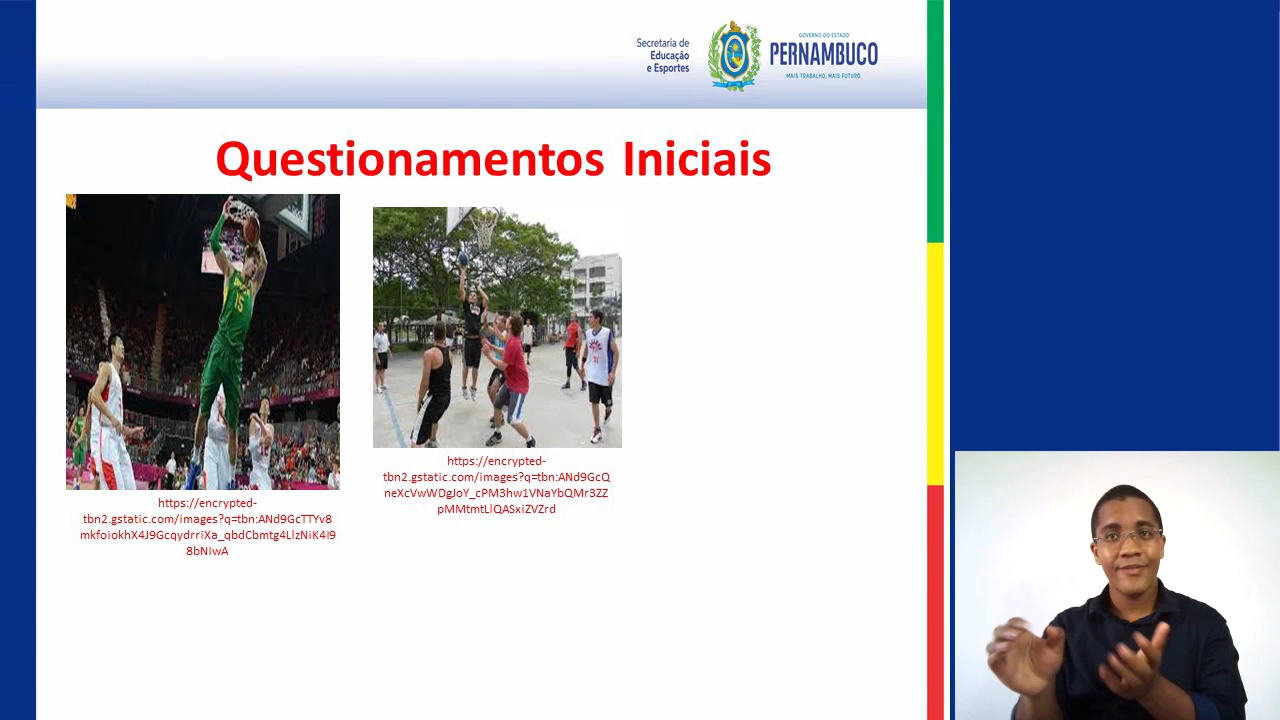 Secretaria de
Educação
e Esportes
GOVERNO DO ESTADO
PERNAMBUCO
MAIS TRABALHO, MAIS FUTURO.
Questionamentos Iniciais
15
https://encrypted-
tbn2.gstatic.com/images?q=tbn:ANd9GcTTYv8
mkfoiokhX4J9GcqydrriXa_qbdCbmtg4LlzNiK4I9
8bNIwA
https://encrypted-
tbn2.gstatic.com/images?q=tbn:ANd9GcQ
neXcVwWDgJoY_cPM3hw1VNaYbQMr3ZZ
pMMtmtLlQASxiZVZrd